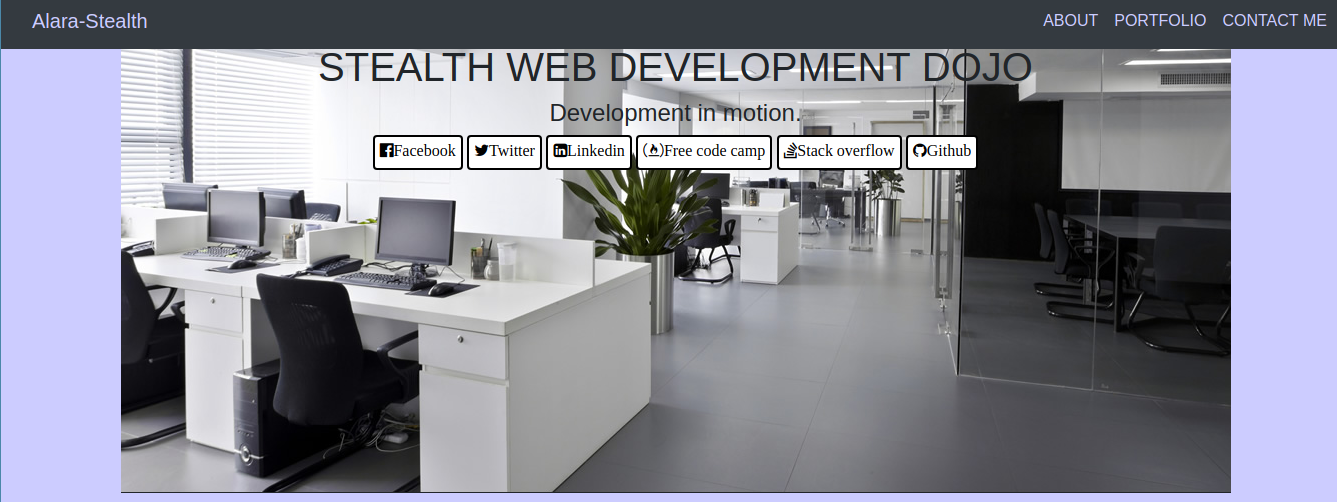 Alara-Stealth
ABOUT PORTFOLIO CONTACT ME
STEALTH WEB DEVELOPMENT DOJO
Development in motion.
Facebook Twitter Linkedin Free code camp Stack overflow Github